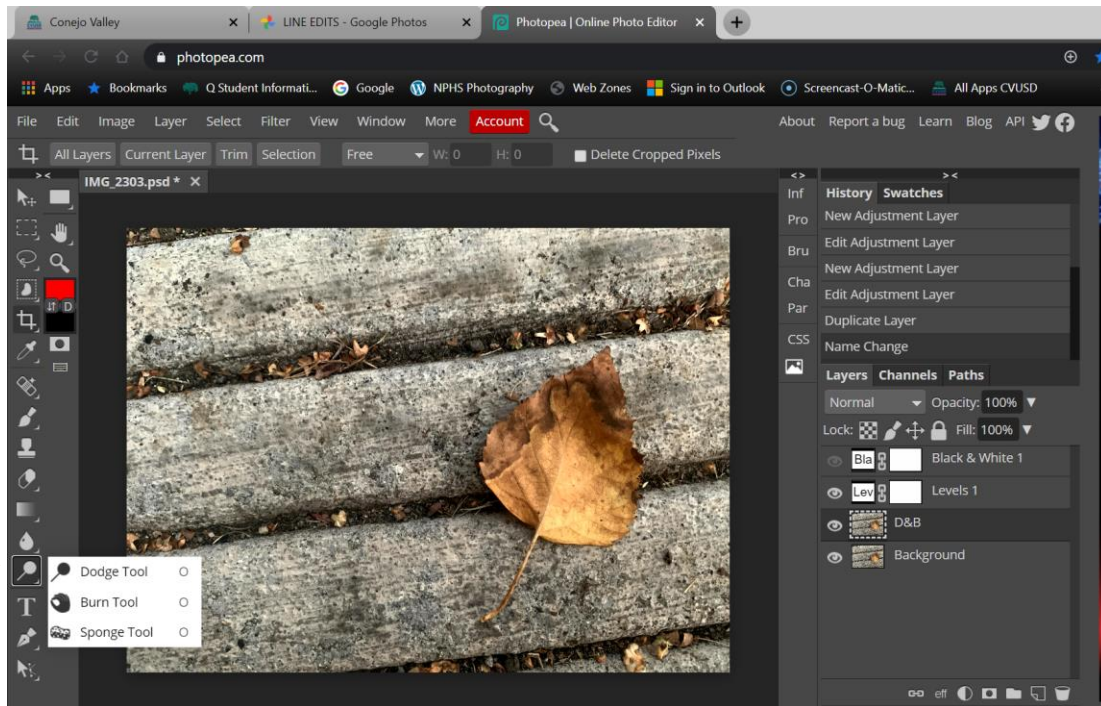 Conejo Valley
LINE EDITS - Google Photos
Photopea | Online Photo Editor
photopea.com
Apps Bookmarks Q Student Informati... Google NPHS Photography Web Zones Sign in to Outlook Screencast-O-Matic... All Apps CVUSD
File Edit Image Layer Select Filter View Window More Account About Report a bug Learn Blog API
All Layers Current Layer Trim Selection Free W: 0 H: 0 Delete Cropped Pixels
> <
IMG_2303.psd *
< >
> <
Inf
Pro
Bru
Cha
Par
CSS
History Swatches
New Adjustment Layer
Edit Adjustment Layer
New Adjustment Layer
Edit Adjustment Layer
Duplicate Layer
Name Change
Layers Channels Paths
Normal Opacity: 100%
Lock: Fill: 100%
Bla Black & White 1
Lev Levels 1
D&B
Background
eff
D
Dodge Tool O
Burn Tool O
Sponge Tool O
T